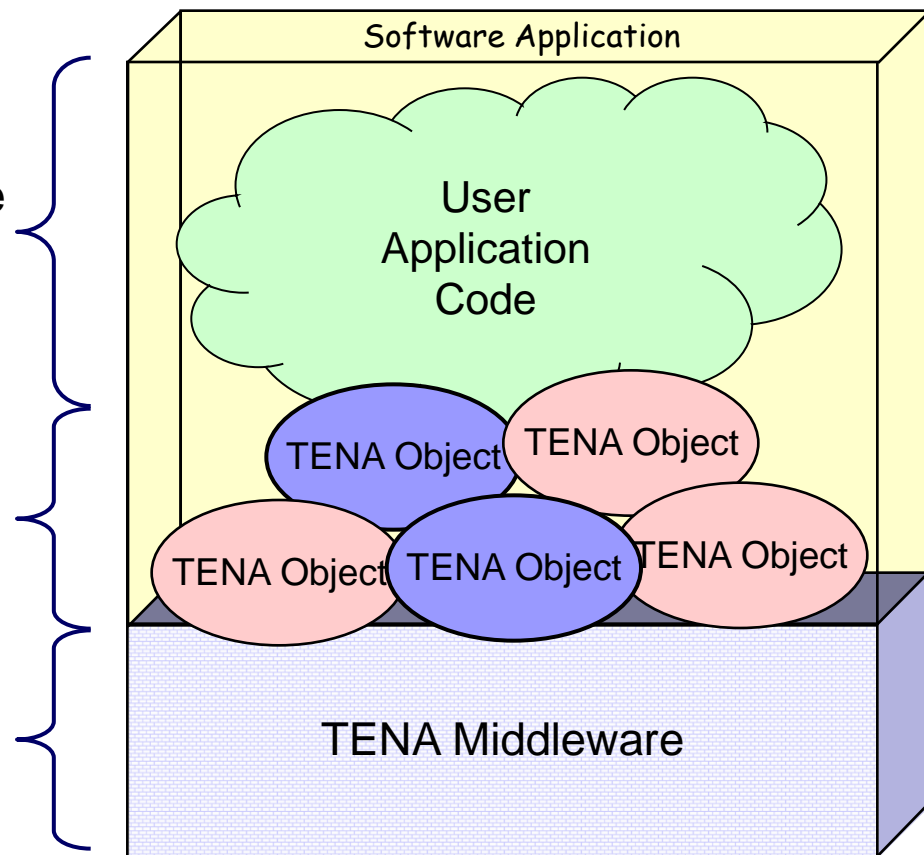 Software Application
e
User
Application
Code
TENA Object
TENA Object
TENA Object
TENA Object
TENA Object
TENA Middleware